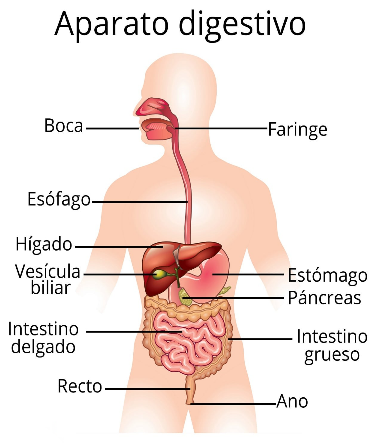 Aparato digestivo
Boca
Faringe
Esófago
Hígado
Vesícula
biliar
Estómago
Páncreas
Intestino
delgado
Intestino
grueso
Recto
Ano